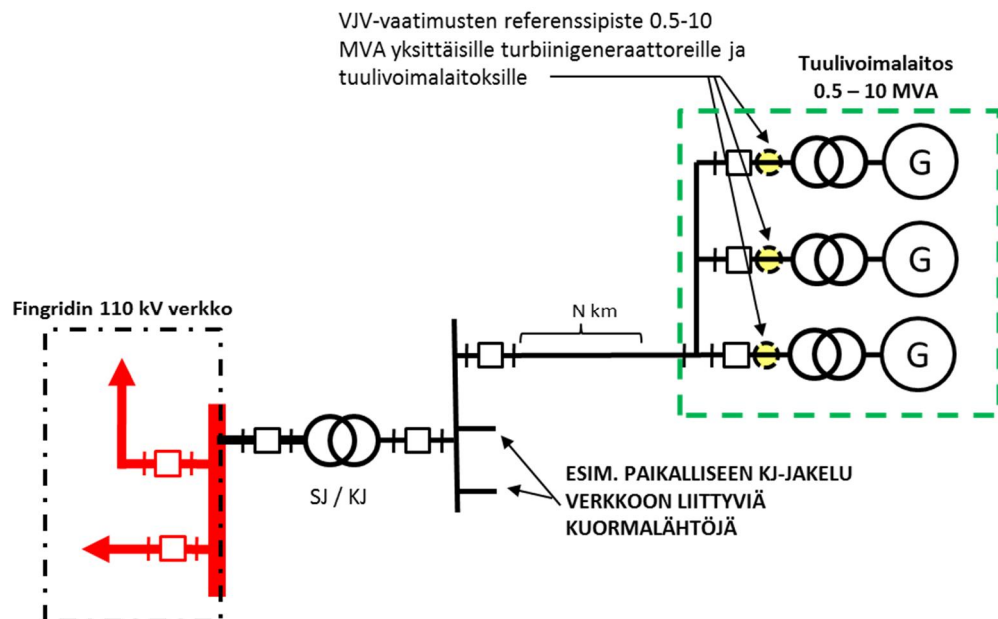 VJV-vaatimusten referenssipiste 0.5-10
MVA yksittäisille turbiinigeneraattoreille ja
tuulivoimalaitoksille
Tuulivoimalaitos
0.5 – 10 MVA
G
G
G
N km
Fingridin 110 kV verkko
SJ / KJ
ESIM. PAIKALLISEEN KJ-JAKELU
VERKKOON LIITTYVIÄ
KUORMALÄHTÖJÄ